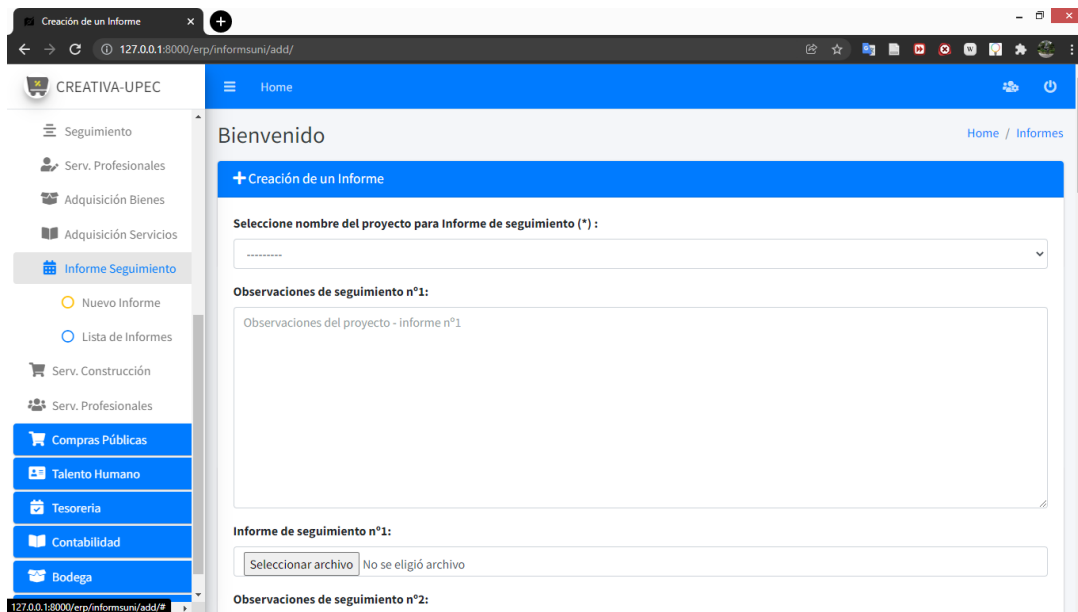 Creación de un Informe
127.0.0.1:8000/erp/informsuni/add/
CREATIVA-UPEC
Home
Seguimiento
Serv. Profesionales
Adquisición Bienes
Adquisición Servicios
Informe Seguimiento
Nuevo Informe
Lista de Informes
Serv. Construcción
Serv. Profesionales
Compras Públicas
Talento Humano
Tesoreria
Contabilidad
Bodega
127.0.0.1:8000/erp/informsuni/add/#
Bienvenido
Home / Informes
Creación de un Informe
Seleccione nombre del proyecto para Informe de seguimiento (*) :
---------
Observaciones de seguimiento nº1:
Observaciones del proyecto - informe nº1
Informe de seguimiento nº1:
Seleccionar archivo No se eligió archivo
Observaciones de seguimiento nº2: